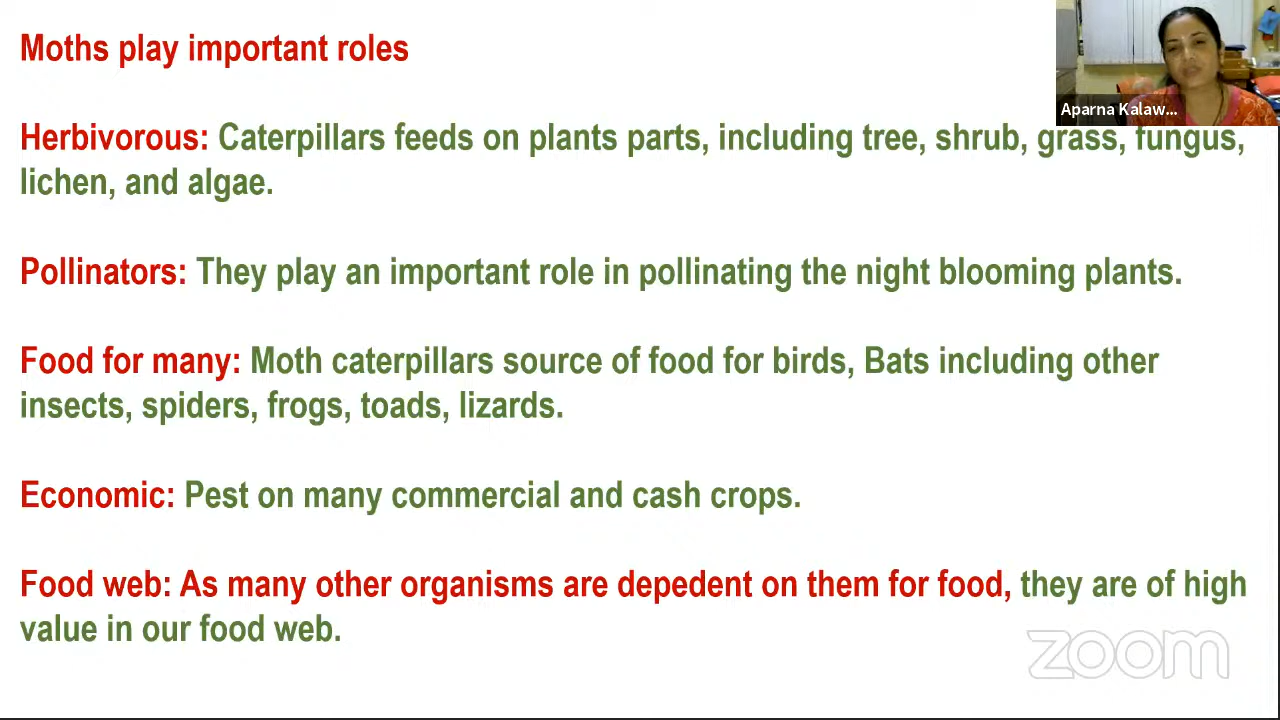 Moths play important roles
Aparna Kalaw...
Herbivorous: Caterpillars feeds on plants parts, including tree, shrub, grass, fungus,
lichen, and algae.
Pollinators: They play an important role in pollinating the night blooming plants.
Food for many: Moth caterpillars source of food for birds, Bats including other
insects, spiders, frogs, toads, lizards.
Economic: Pest on many commercial and cash crops.
Food web: As many other organisms are depedent on them for food, they are of high
value in our food web.
zoom